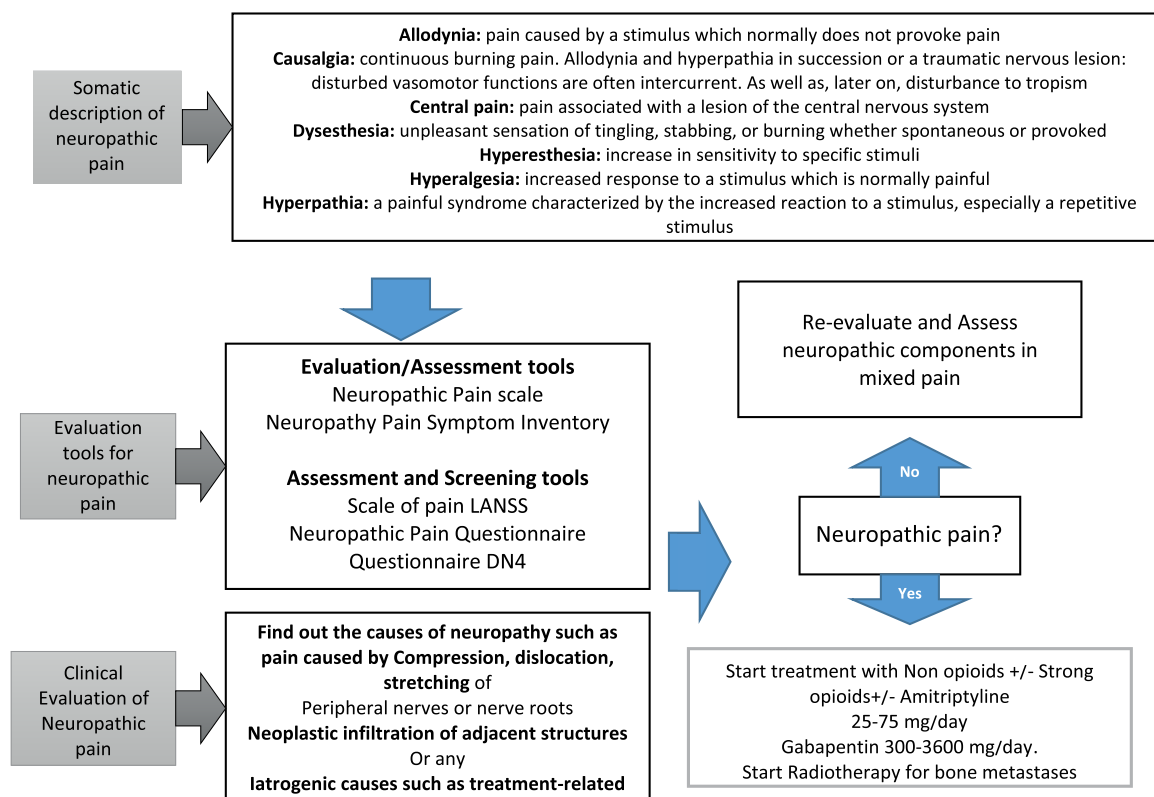 Somatic
description of
neuropathic
pain
Allodynia: pain caused by a stimulus which normally does not provoke pain
Causalgia: continuous burning pain. Allodynia and hyperpathia in succession or a traumatic nervous lesion:
disturbed vasomotor functions are often intercurrent. As well as, later on, disturbance to tropism
Central pain: pain associated with a lesion of the central nervous system
Dysesthesia: unpleasant sensation of tingling, stabbing, or burning whether spontaneous or provoked
Hyperesthesia: increase in sensitivity to specific stimuli
Hyperalgesia: increased response to a stimulus which is normally painful
Hyperpathia: a painful syndrome characterized by the increased reaction to a stimulus, especially a repetitive
stimulus
Evaluation
tools for
neuropathic
pain
Evaluation/Assessment tools
Neuropathic Pain scale
Neuropathy Pain Symptom Inventory
Assessment and Screening tools
Scale of pain LANSS
Neuropathic Pain Questionnaire
Questionnaire DN4
Clinical
Evaluation of
Neuropathic
pain
Find out the causes of neuropathy such as
pain caused by Compression, dislocation,
stretching of
Peripheral nerves or nerve roots
Neoplastic infiltration of adjacent structures
Or any
Iatrogenic causes such as treatment-related
Re-evaluate and Assess
neuropathic components in
mixed pain
No
Neuropathic pain?
Yes
Start treatment with Non opioids +/- Strong
opioids+/- Amitriptyline
25-75 mg/day
Gabapentin 300-3600 mg/day.
Start Radiotherapy for bone metastases